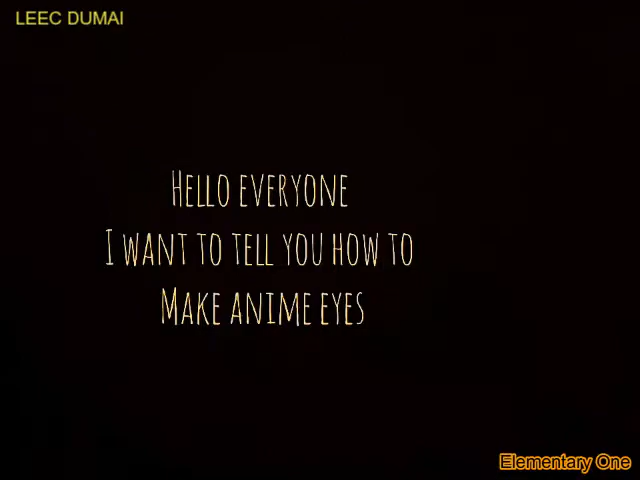 LEEC DUMAI
Hello everyone
I want to tell you how to
Make anime eyes
Elementary One